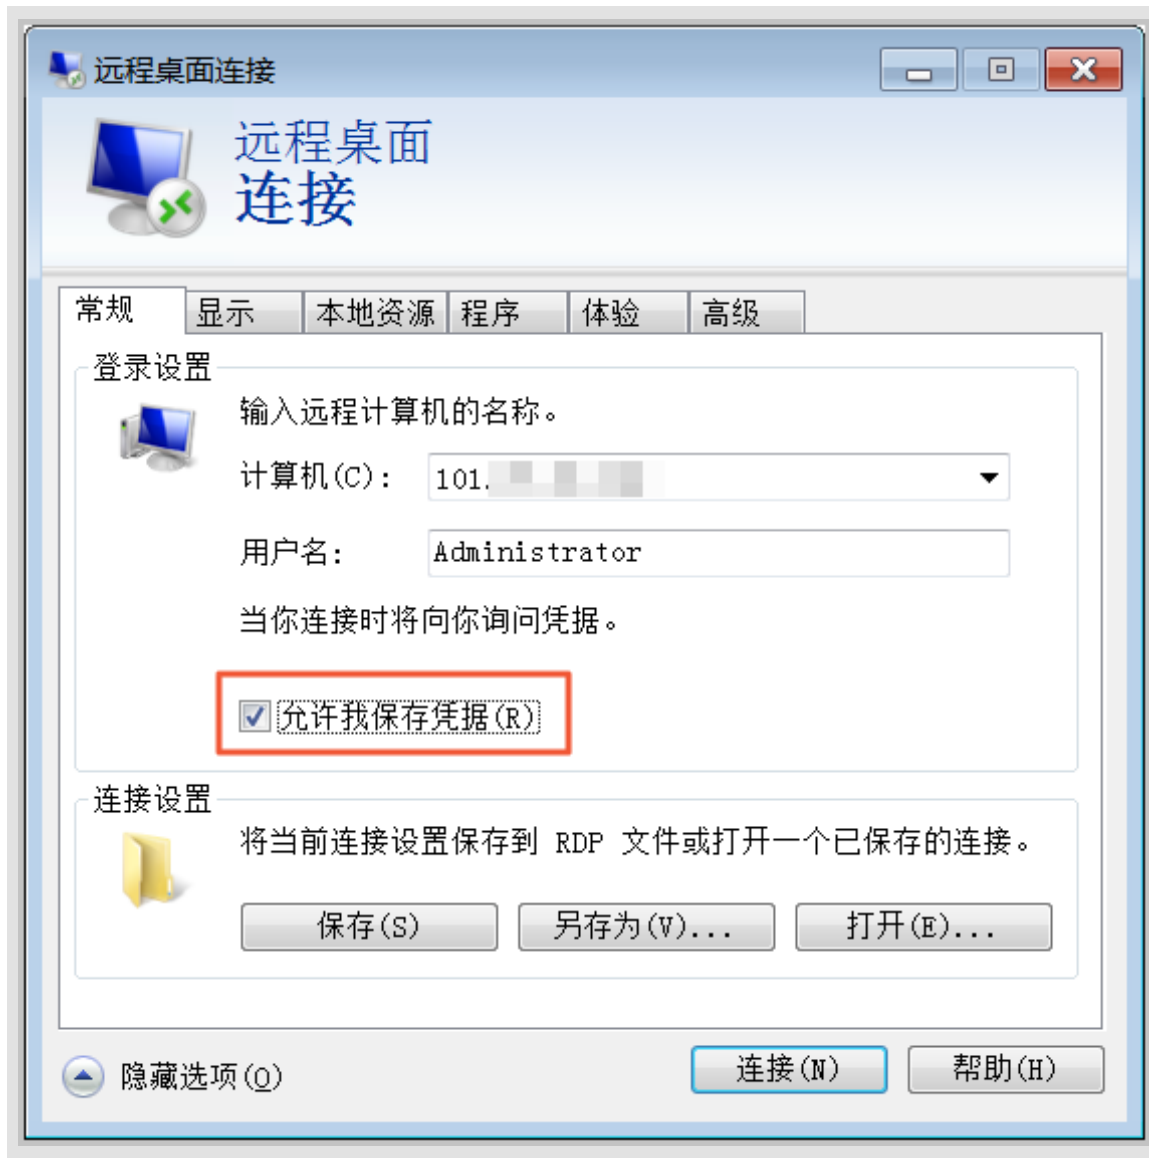 远程桌面连接
远程桌面
连接
常规 显示 本地资源 程序 体验 高级
登录设置
输入远程计算机的名称。
计算机(C): 101.
用户名: Administrator
当你连接时将向你询问凭据。
允许我保存凭据(R)
连接设置
将当前连接设置保存到 RDP 文件或打开一个已保存的连接。
保存(S) 另存为(V)... 打开(E)...
隐藏选项(O) 连接(N) 帮助(H)